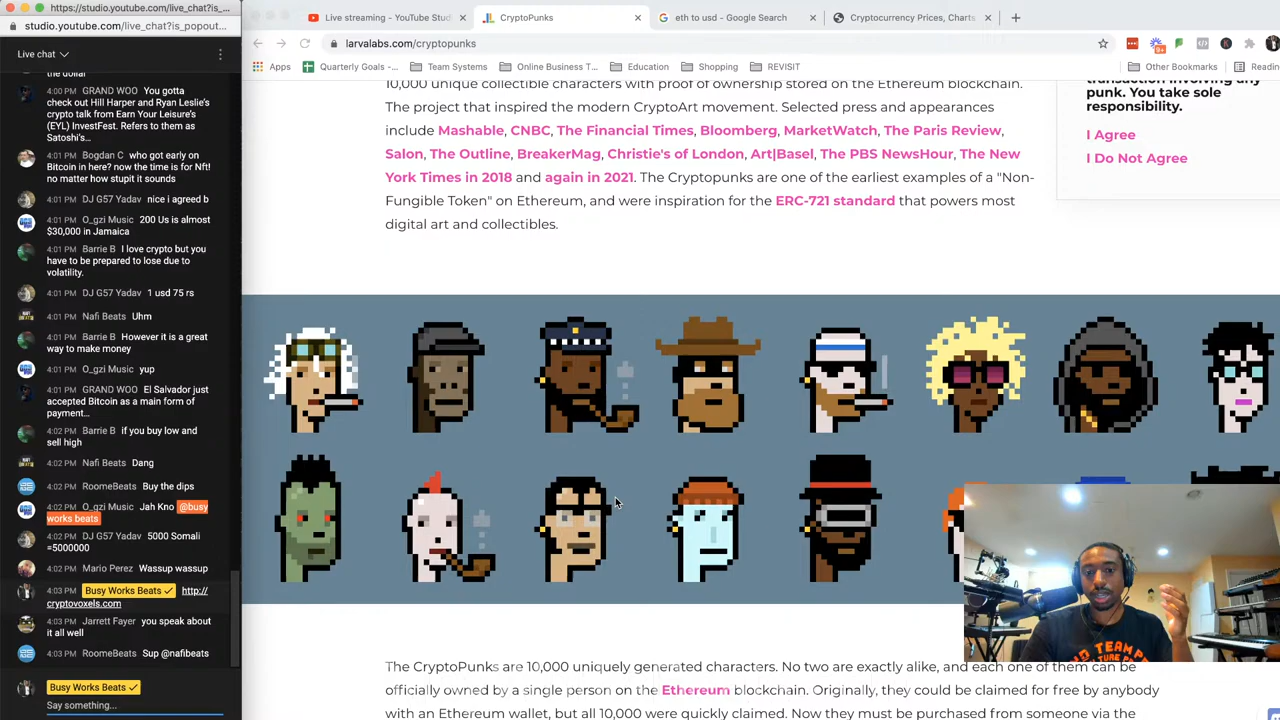 https://studio.youtube.com/live_chat?is_...
studio.youtube.com/live_chat?is_popout...
Live chat
the dollar
4:00 PM GRAND WOO You gotta
check out Hill Harper and Ryan Leslie's
crypto talk from Earn Your Leisure's
(EYL) InvestFest. Refers to them as
Satoshi's...
4:01 PM Bogdan C who got early on
Bitcoin in here? now the time is for Nft!
no matter how stupit it sounds
4:01 PM DJ G57 Yadav nice i agreed b
4:01 PM O_gzi Music 200 Us is almost
$30,000 in Jamaica
4:01 PM Barrie B I love crypto but you
have to be prepared to lose due to
volatility.
4:01 PM DJ G57 Yadav 1 usd 75 rs
4:01 PM Nafi Beats Uhm
4:01 PM Barrie B However it is a great
way to make money
4:01 PM O_gzi Music yup
4:01 PM GRAND WOO El Salvador just
accepted Bitcoin as a main form of
payment...
4:02 PM Barrie B if you buy low and
sell high
4:02 PM Nafi Beats Dang
4:02 PM RoomeBeats Buy the dips
4:02 PM O_gzi Music Jah Kno @busy
works beats
4:02 PM DJ G57 Yadav 5000 Somali
=5000000
4:02 PM Mario Perez Wassup wassup
4:03 PM Busy Works Beats http://
cryptovoxels.com
4:03 PM Jarrett Fayer you speak about
it all well
4:03 PM RoomeBeats Sup @nafibeats
Busy Works Beats
Say something...
Live streaming - YouTube Stud
CryptoPunks
eth to usd - Google Search
Cryptocurrency Prices, Charts
larvalabs.com/cryptopunks
Apps
Quarterly Goals -...
Team Systems
Online Business T...
Education
Shopping
REVISIT
Other Bookmarks
Readin
10,000 unique collectible characters with proof of ownership stored on the Ethereum blockchain.
The project that inspired the modern CryptoArt movement. Selected press and appearances
include Mashable, CNBC, The Financial Times, Bloomberg, MarketWatch, The Paris Review,
Salon, The Outline, BreakerMag, Christie's of London, Art|Basel, The PBS NewsHour, The New
York Times in 2018 and again in 2021. The Cryptopunks are one of the earliest examples of a "Non-
Fungible Token" on Ethereum, and were inspiration for the ERC-721 standard that powers most
digital art and collectibles.
transaction involving any
punk. You take sole
responsibility.
I Agree
I Do Not Agree
The CryptoPunks are 10,000 uniquely generated characters. No two are exactly alike, and each one of them can be
officially owned by a single person on the Ethereum blockchain. Originally, they could be claimed for free by anybody
with an Ethereum wallet, but all 10,000 were quickly claimed. Now they must be purchased from someone via the